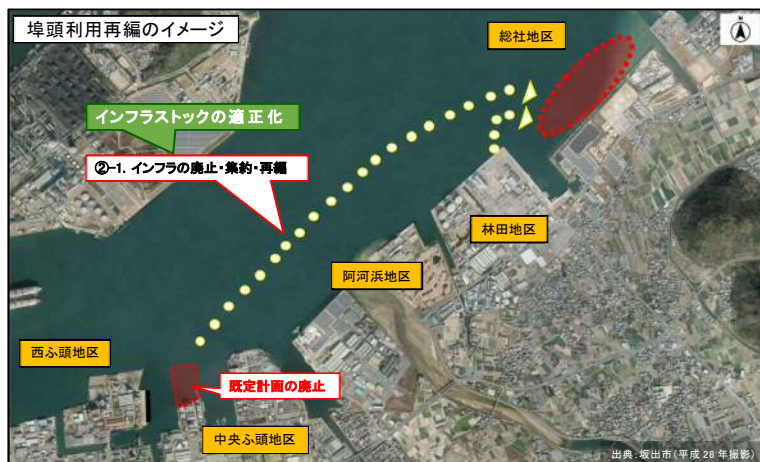 埠頭利用再編のイメージ
総社地区
N
インフラストックの適正化
②-1. インフラの廃止・集約・再編
林田地区
阿河浜地区
西ふ頭地区
既定計画の廃止
中央ふ頭地区
出典:坂出市(平成28年撮影)